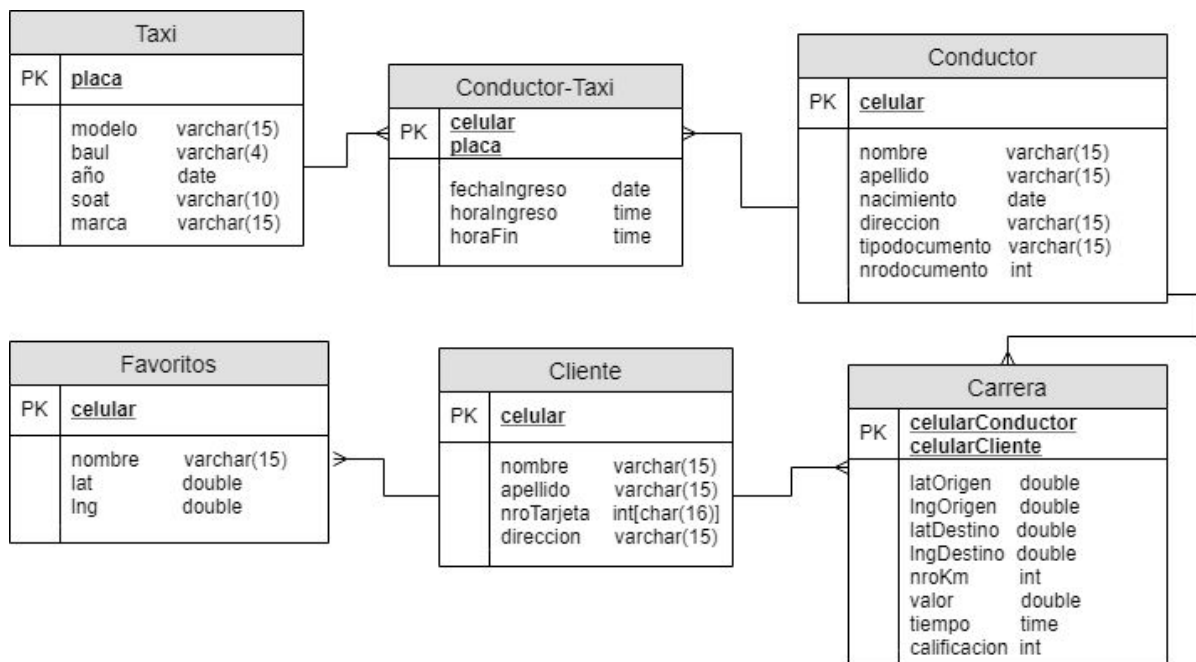 Taxi
PK placa
modelo varchar(15)
baul varchar(4)
año date
soat varchar(10)
marca varchar(15)
Conductor-Taxi
PK celular
placa
fechaIngreso date
horaIngreso time
horaFin time
Conductor
PK celular
nombre varchar(15)
apellido varchar(15)
nacimiento date
direccion varchar(15)
tipodocumento varchar(15)
nrodocumento int
Favoritos
PK celular
nombre varchar(15)
lat double
lng double
Cliente
PK celular
nombre varchar(15)
apellido varchar(15)
nroTarjeta int[char(16)]
direccion varchar(15)
Carrera
PK celularConductor
celularCliente
latOrigen double
lngOrigen double
latDestino double
lngDestino double
nroKm int
valor double
tiempo time
calificacion int